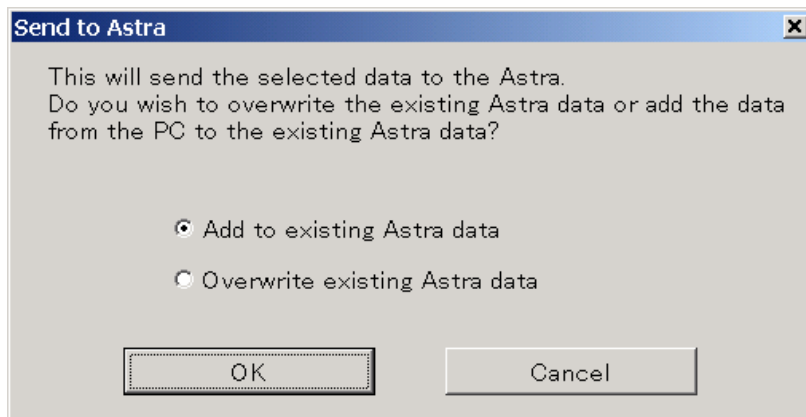 Send to Astra
This will send the selected data to the Astra.
Do you wish to overwrite the existing Astra data or add the data
from the PC to the existing Astra data?
Add to existing Astra data
Overwrite existing Astra data
OK
Cancel